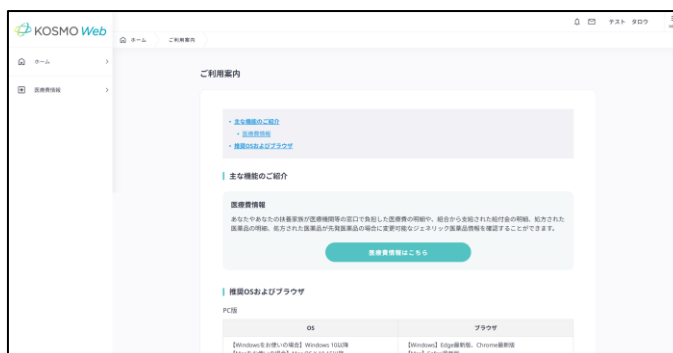 KOSMO Web
テスト タロウ
ホーム
ご利用案内
ホーム
医療費情報
ご利用案内
・主な機能のご紹介
・医療費情報
・推奨OSおよびブラウザ
主な機能のご紹介
医療費情報
あなたやあなたの扶養家族が医療機関等の窓口で負担した医療費の明細や、組合から支給された給付金の明細、処方された
医薬品の明細、処方された医薬品が先発医薬品の場合に変更可能なジェネリック医薬品情報を確認することができます。
医療費情報はこちら
推奨OSおよびブラウザ
PC版
OS
ブラウザ
【Windowsをお使いの場合】Windows 10以降
【Windows】Edge最新版、Chrome最新版